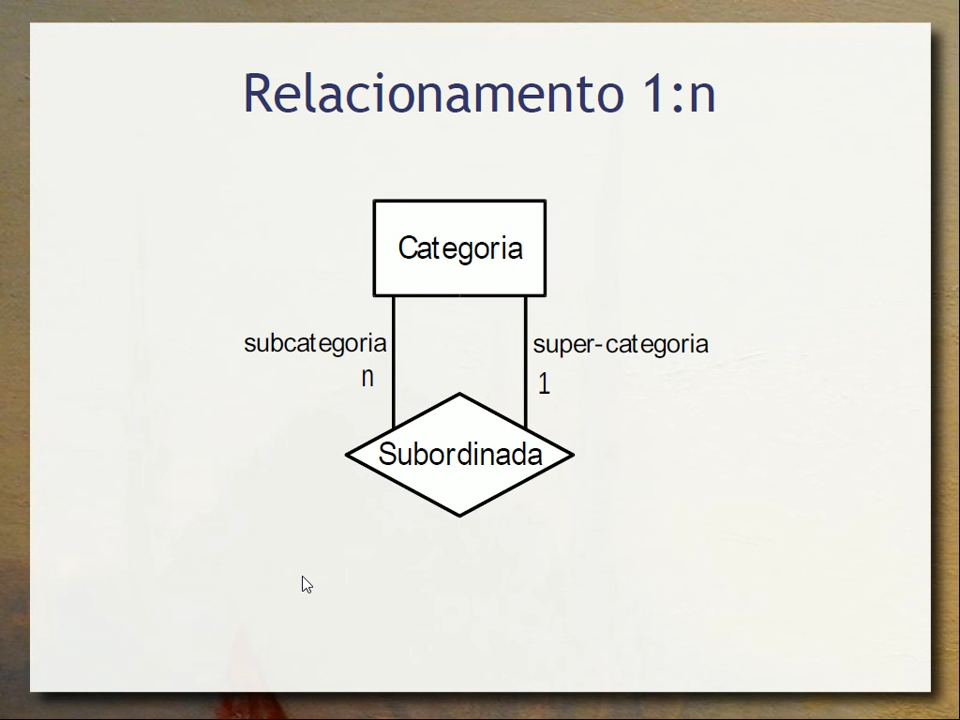 Relacionamento 1:n
Categoria
subcategoria
super-categoria
n
1
Subordinada